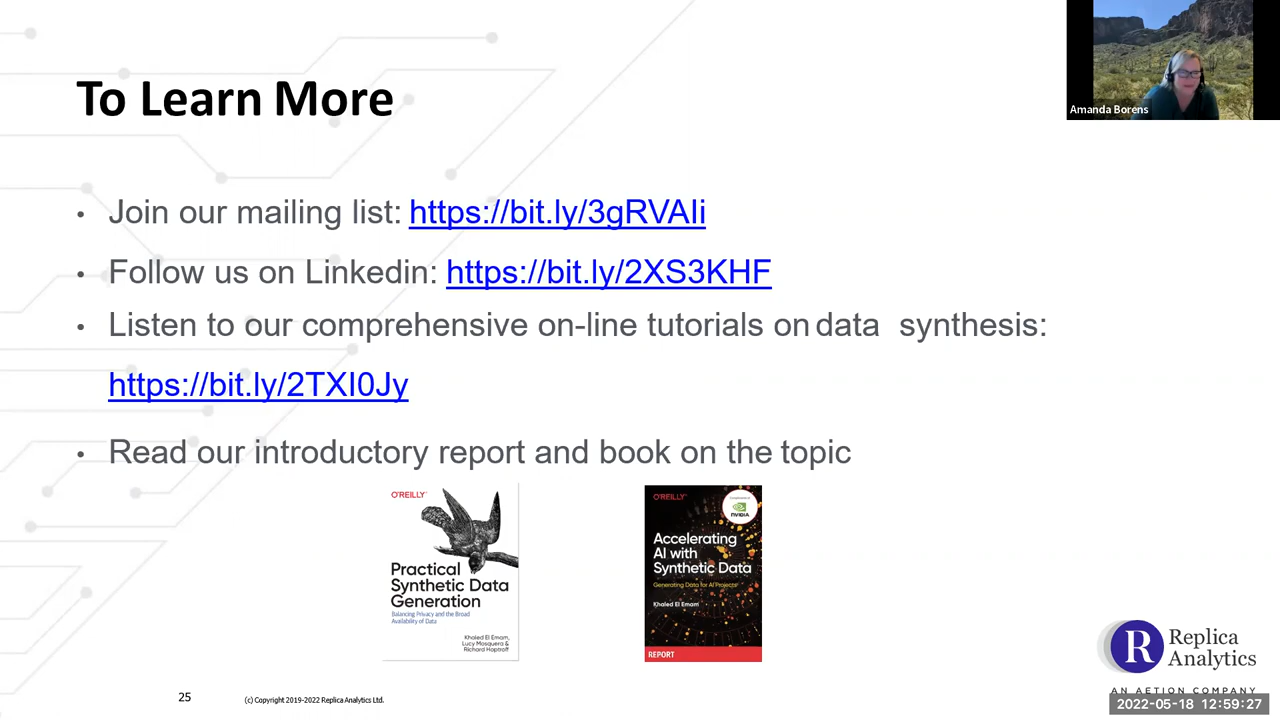 To Learn More
Amanda Borens
• Join our mailing list: https://bit.ly/3gRVAIi
• Follow us on Linkedin: https://bit.ly/2XS3KHF
• Listen to our comprehensive on-line tutorials on data synthesis:
https://bit.ly/2TXI0Jy
• Read our introductory report and book on the topic
O'REILLY
Practical
Synthetic Data
Generation
Balancing Privacy and the Broad
Availability of Data
Khaled El Emam,
Lucy Mosquera &
Richard Hoptroff
O'REILLY
NVIDIA
Accelerating
AI with
Synthetic Data
Generating Data for AI Projects
Khaled El Emam
REPORT
R
Replica
Analytics
AN AETION COMPANY
25
(c) Copyright 2019-2022 Replica Analytics Ltd.
2022-05-18 12:59:27